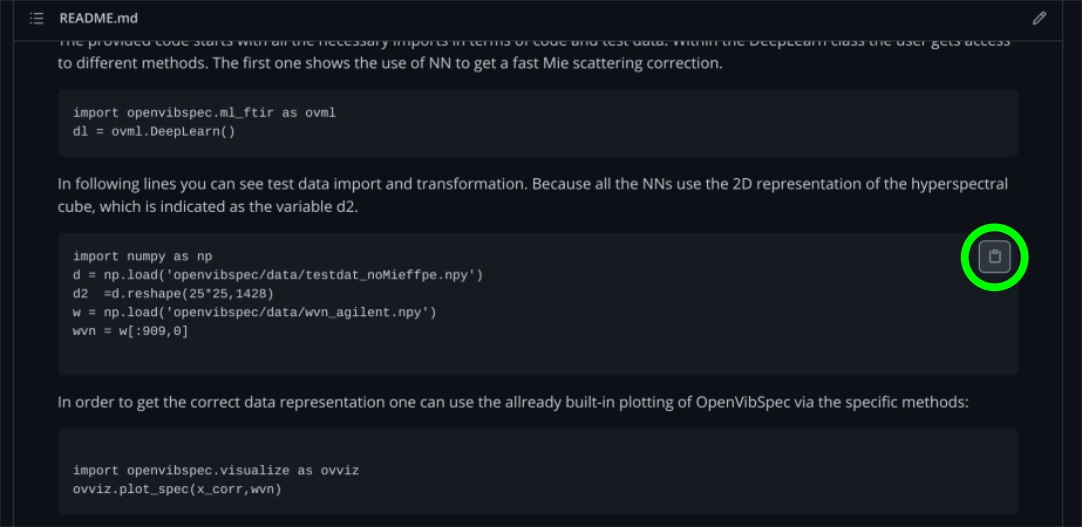 README.md
The provided code starts with all the necessary imports in terms of code and test data. Within the DeepLearn class the user gets access
to different methods. The first one shows the use of NN to get a fast Mie scattering correction.
import openvibspec.ml_ftir as ovml
dl = ovml.DeepLearn()
In following lines you can see test data import and transformation. Because all the NNs use the 2D representation of the hyperspectral
cube, which is indicated as the variable d2.
import numpy as np
d = np.load('openvibspec/data/testdat_noMieffpe.npy')
d2  =d.reshape(25*25,1428)
w = np.load('openvibspec/data/wvn_agilent.npy')
wvn = w[:909,0]
In order to get the correct data representation one can use the allready built-in plotting of OpenVibSpec via the specific methods:
import openvibspec.visualize as ovviz
ovviz.plot_spec(x_corr,wvn)